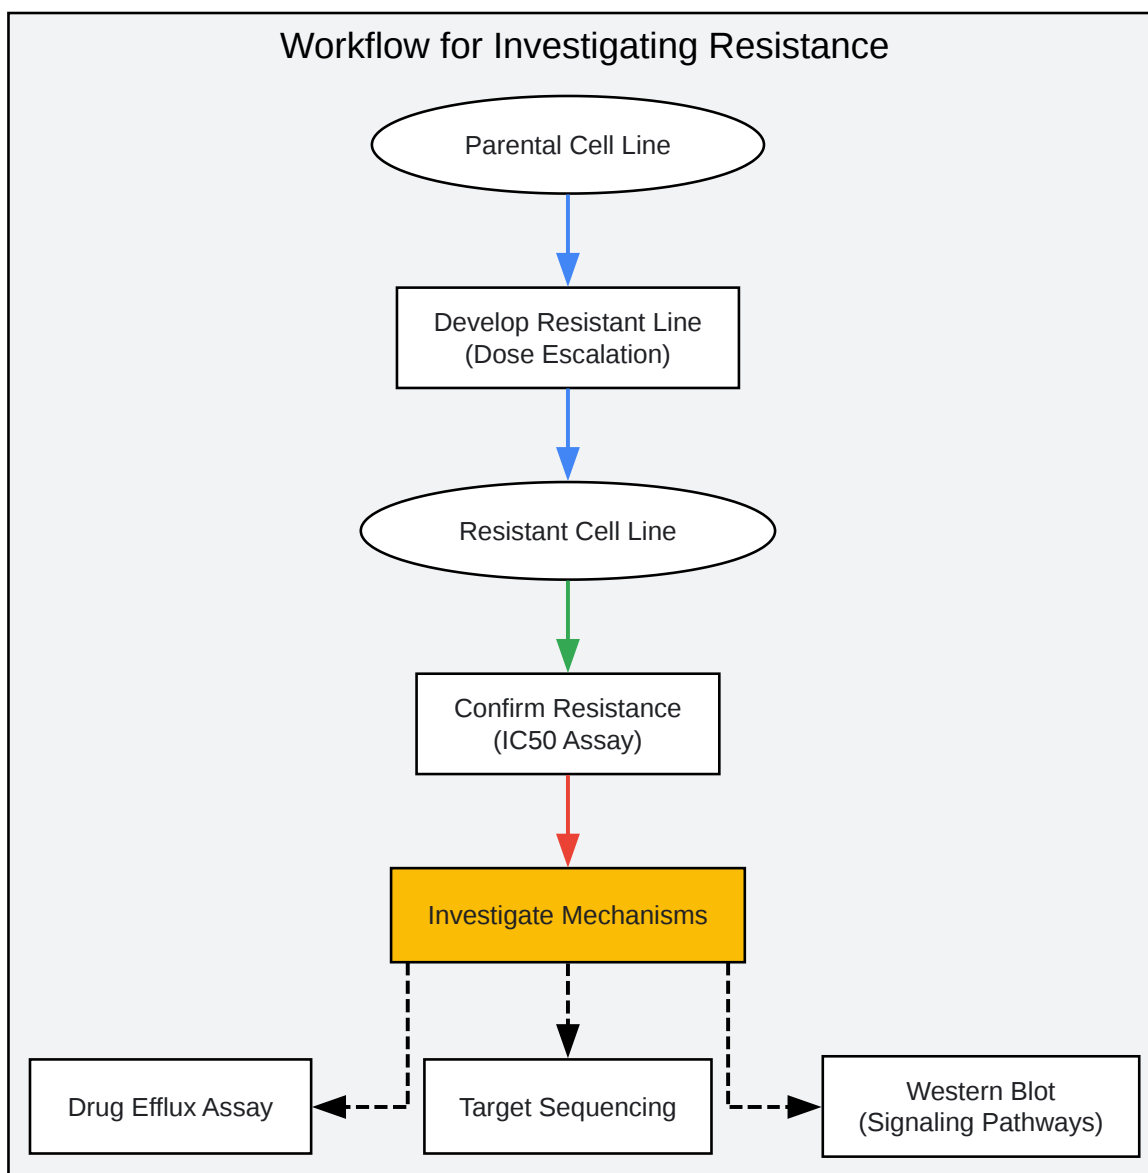 Workflow for Investigating Resistance
Parental Cell Line
Develop Resistant Line
(Dose Escalation)
Resistant Cell Line
Confirm Resistance
(IC50 Assay)
Investigate Mechanisms
Drug Efflux Assay
Target Sequencing
Western Blot
(Signaling Pathways)